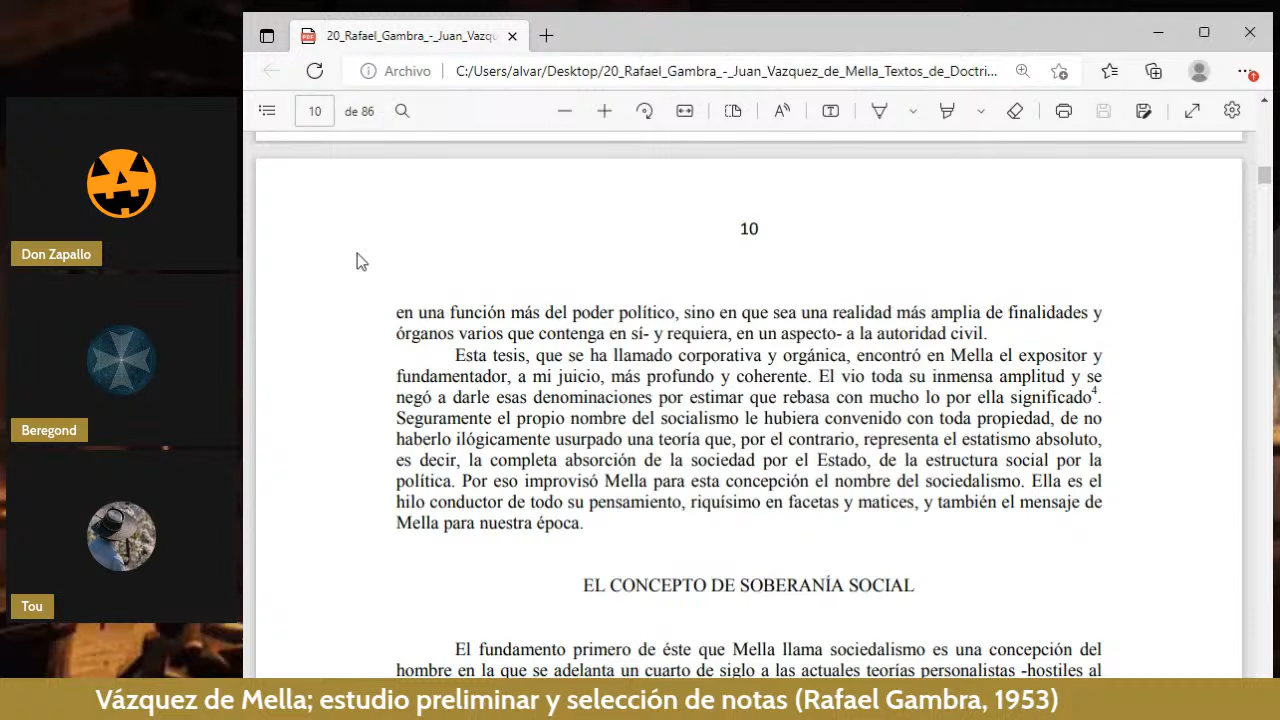 20_Rafael_Gambra_-_Juan_Vazqu
Archivo
C:/Users/alvar/Desktop/20_Rafael_Gambra_-_Juan_Vazquez_de_Mella_Textos_de_Doctri...
10 de 86
10
en una función más del poder político, sino en que sea una realidad más amplia de finalidades y
órganos varios que contenga en sí- y requiera, en un aspecto- a la autoridad civil.
Esta tesis, que se ha llamado corporativa y orgánica, encontró en Mella el expositor y
fundamentador, a mi juicio, más profundo y coherente. El vio toda su inmensa amplitud y se
negó a darle esas denominaciones por estimar que rebasa con mucho lo por ella significado4.
Seguramente el propio nombre del socialismo le hubiera convenido con toda propiedad, de no
haberlo ilógicamente usurpado una teoría que, por el contrario, representa el estatismo absoluto,
es decir, la completa absorción de la sociedad por el Estado, de la estructura social por la
política. Por eso improvisó Mella para esta concepción el nombre del sociedalismo. Ella es el
hilo conductor de todo su pensamiento, riquísimo en facetas y matices, y también el mensaje de
Mella para nuestra época.
EL CONCEPTO DE SOBERANÍA SOCIAL
El fundamento primero de éste que Mella llama sociedalismo es una concepción del
hombre en la que se adelanta un cuarto de siglo a las actuales teorías personalistas -hostiles al
Don Zapallo
Beregond
Tou
Vázquez de Mella; estudio preliminar y selección de notas (Rafael Gambra, 1953)